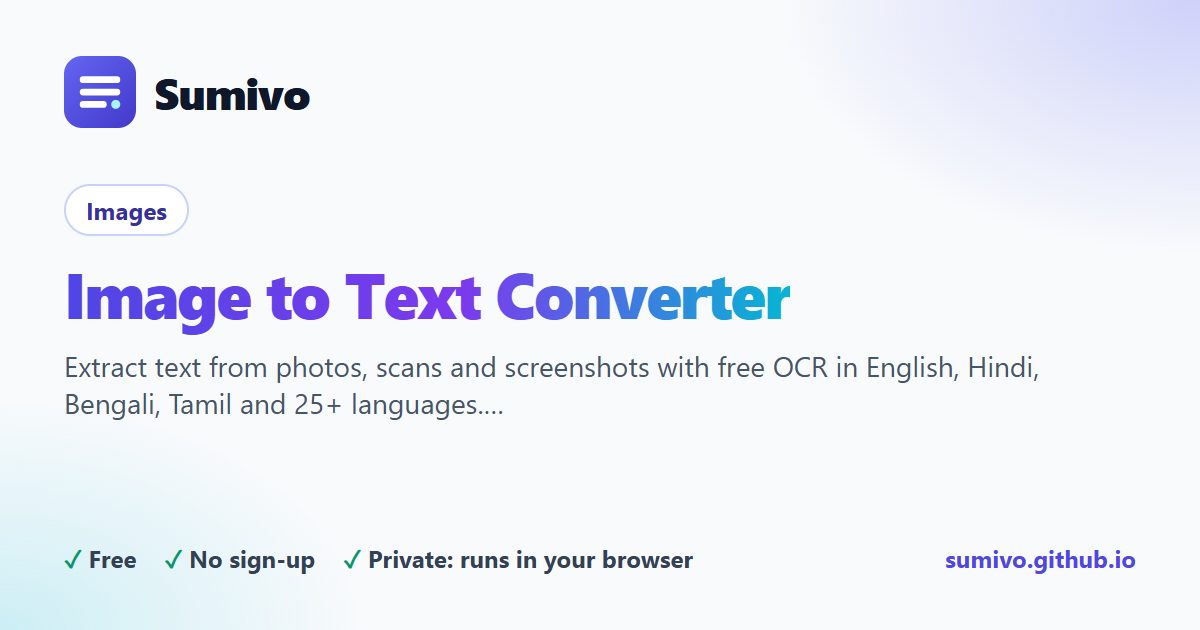 Sumivo
Images
Image to Text Converter
Extract text from photos, scans and screenshots with free OCR in English, Hindi,
Bengali, Tamil and 25+ languages....
✓ Free ✓ No sign-up ✓ Private: runs in your browser sumivo.github.io